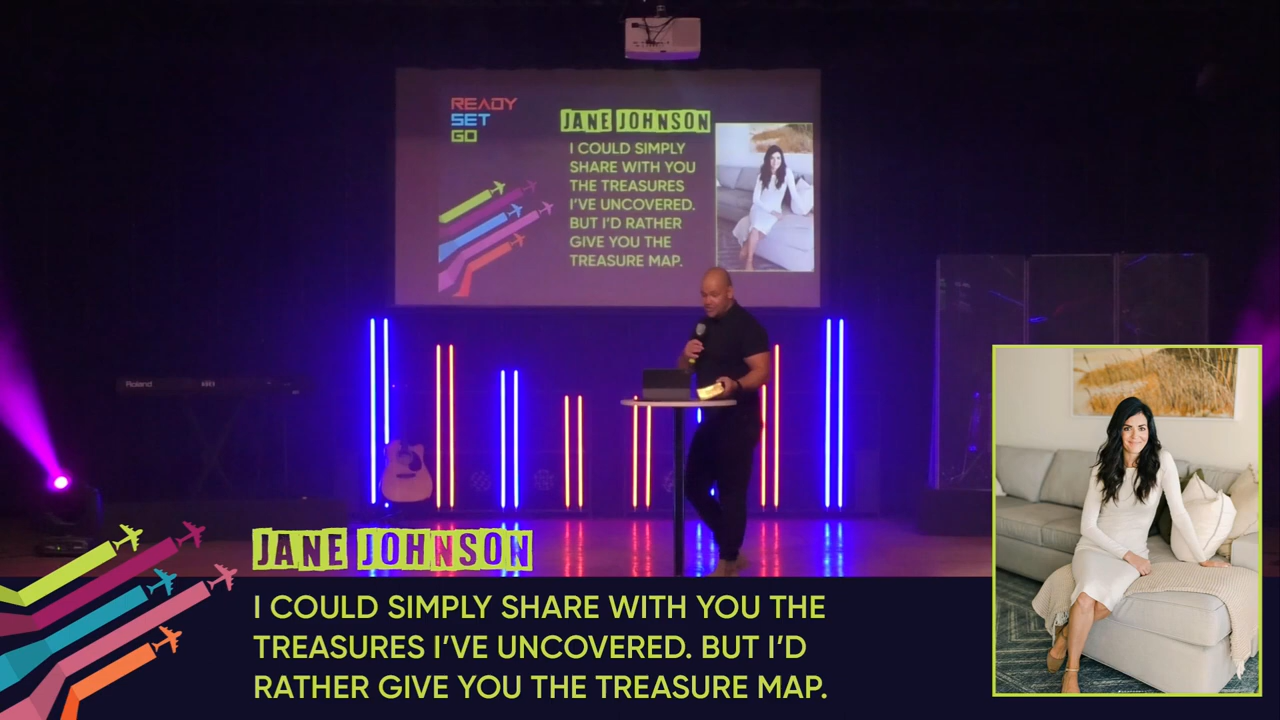 READY
SET
GO
JANE JOHNSON
I COULD SIMPLY
SHARE WITH YOU
THE TREASURES
I'VE UNCOVERED.
BUT I'D RATHER
GIVE YOU THE
TREASURE MAP.
Roland
JANE JOHNSON
I COULD SIMPLY SHARE WITH YOU THE
TREASURES I'VE UNCOVERED. BUT I'D
RATHER GIVE YOU THE TREASURE MAP.